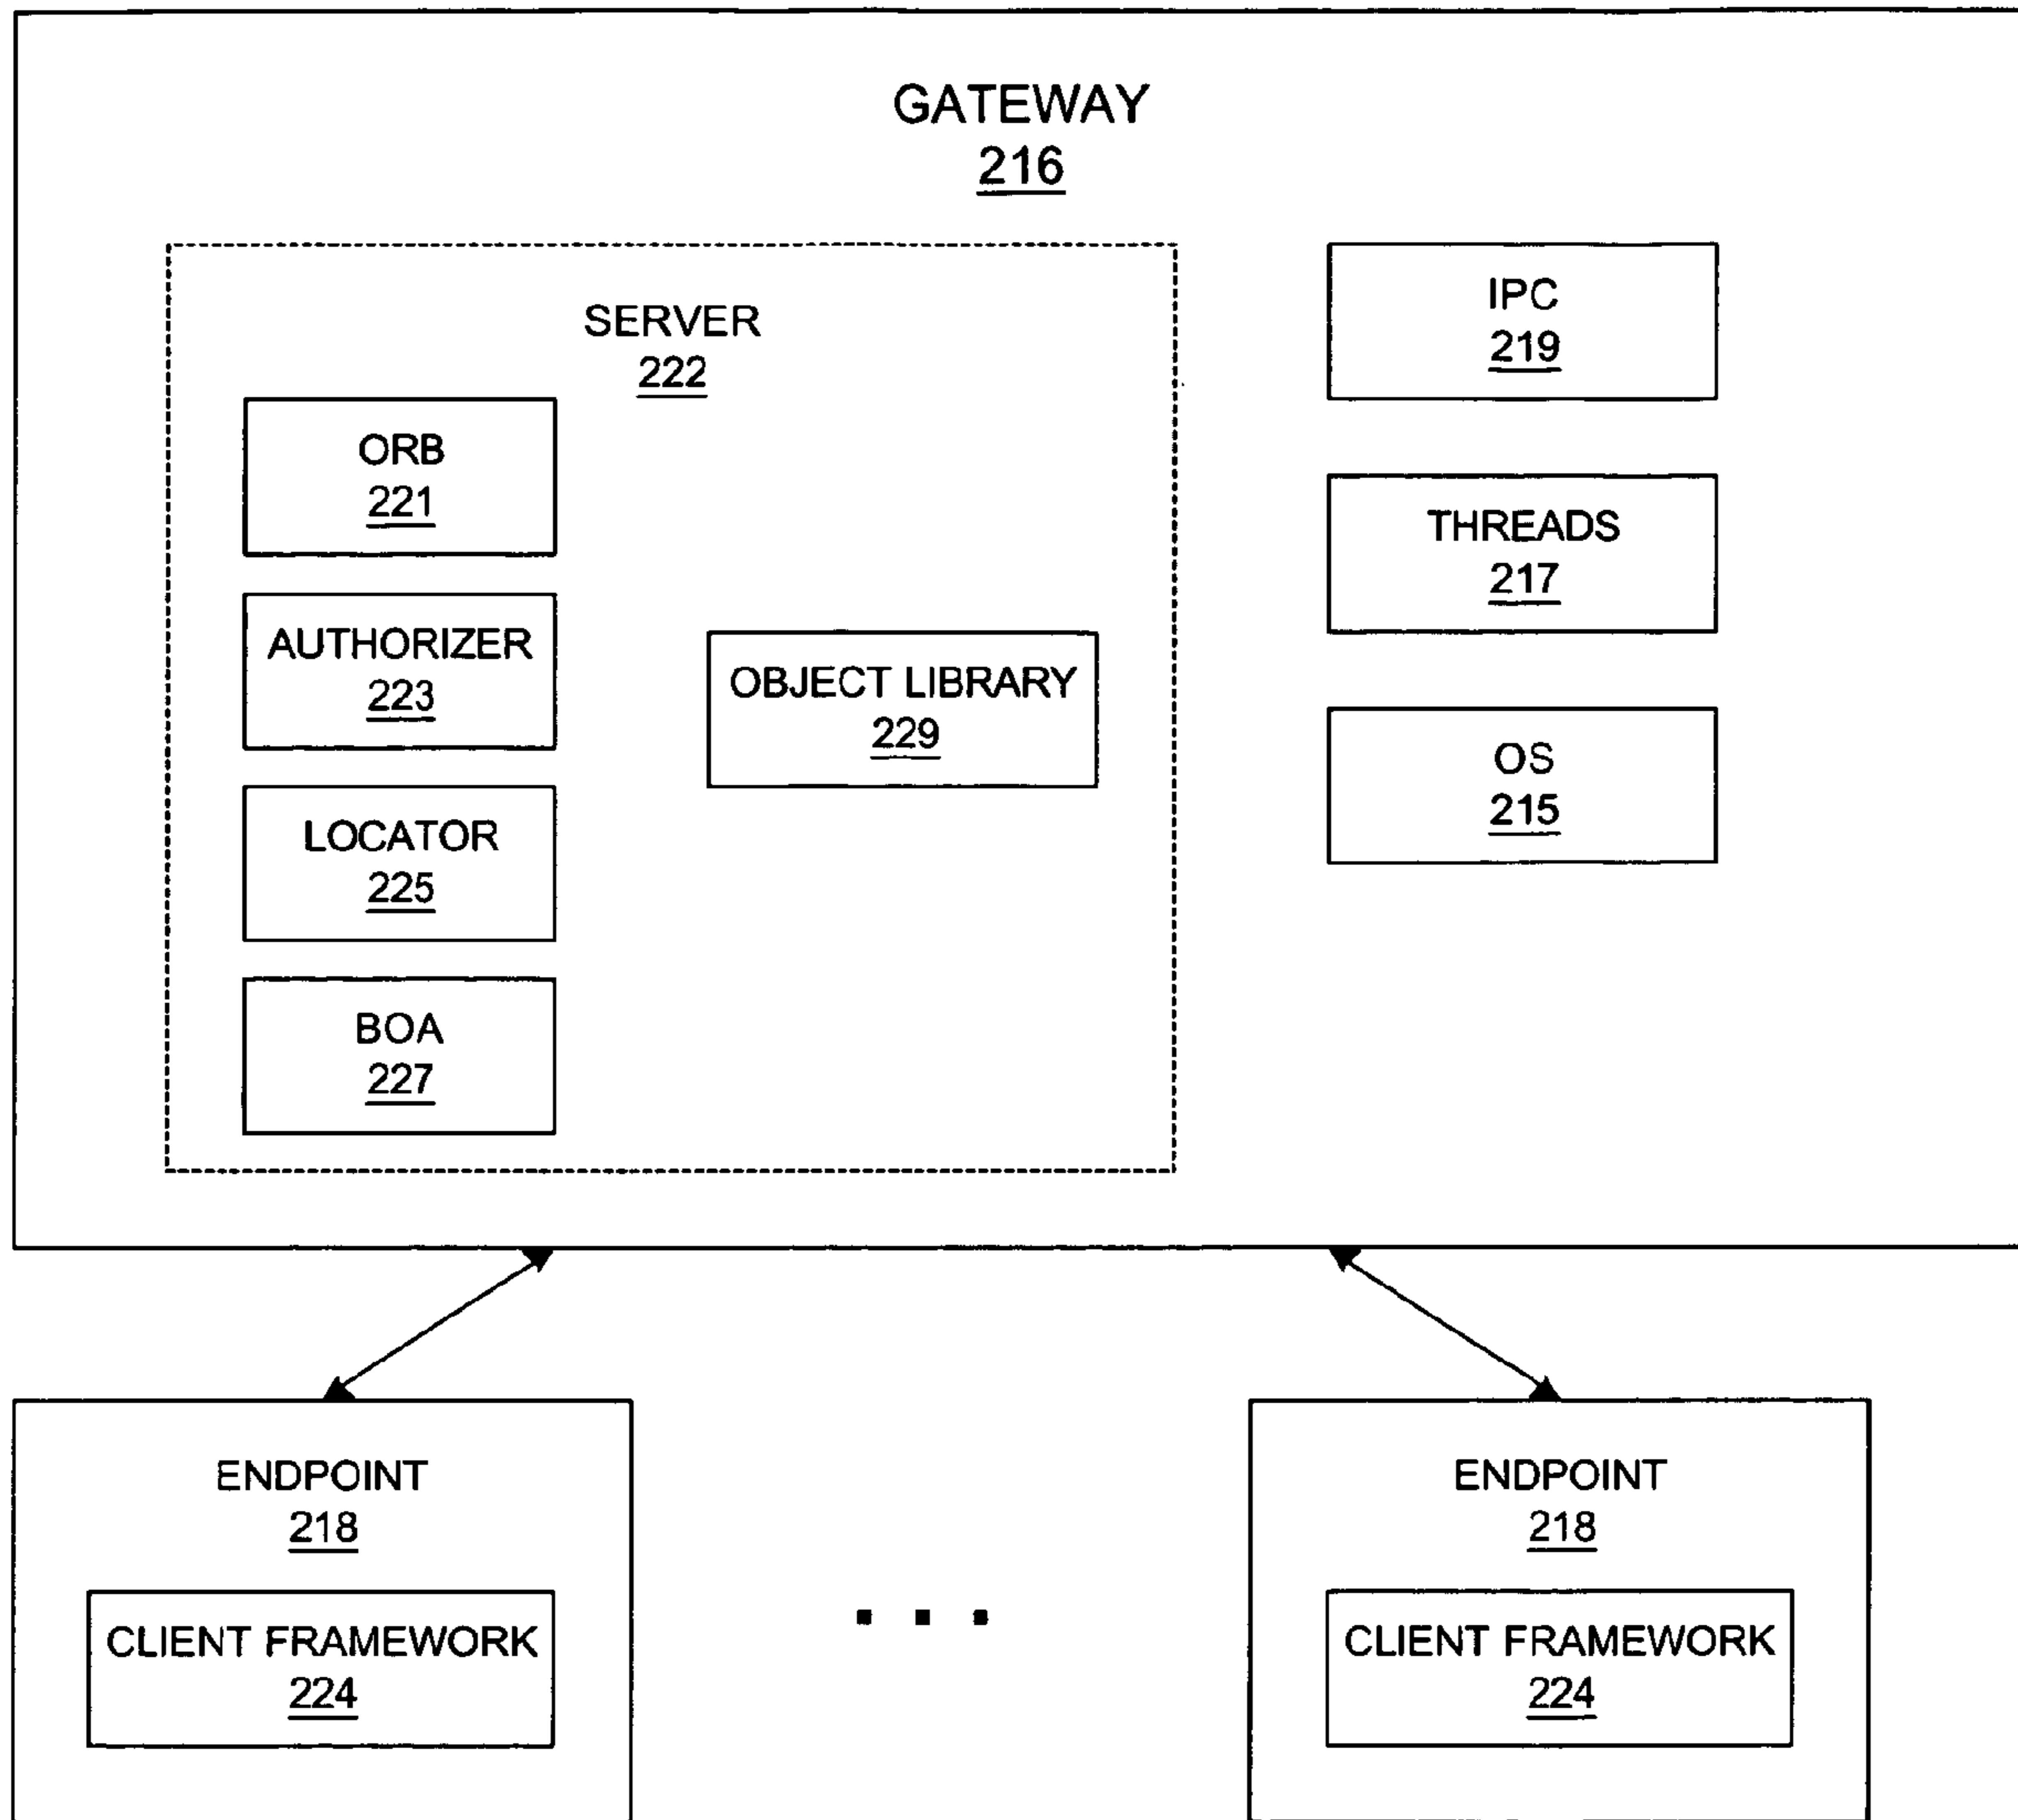 GATEWAY
216
SERVER
222
ORB
221
AUTHORIZER
223
LOCATOR
225
BOA
227
OBJECT LIBRARY
229
IPC
219
THREADS
217
OS
215
ENDPOINT
218
CLIENT FRAMEWORK
224
. . .
ENDPOINT
218
CLIENT FRAMEWORK
224